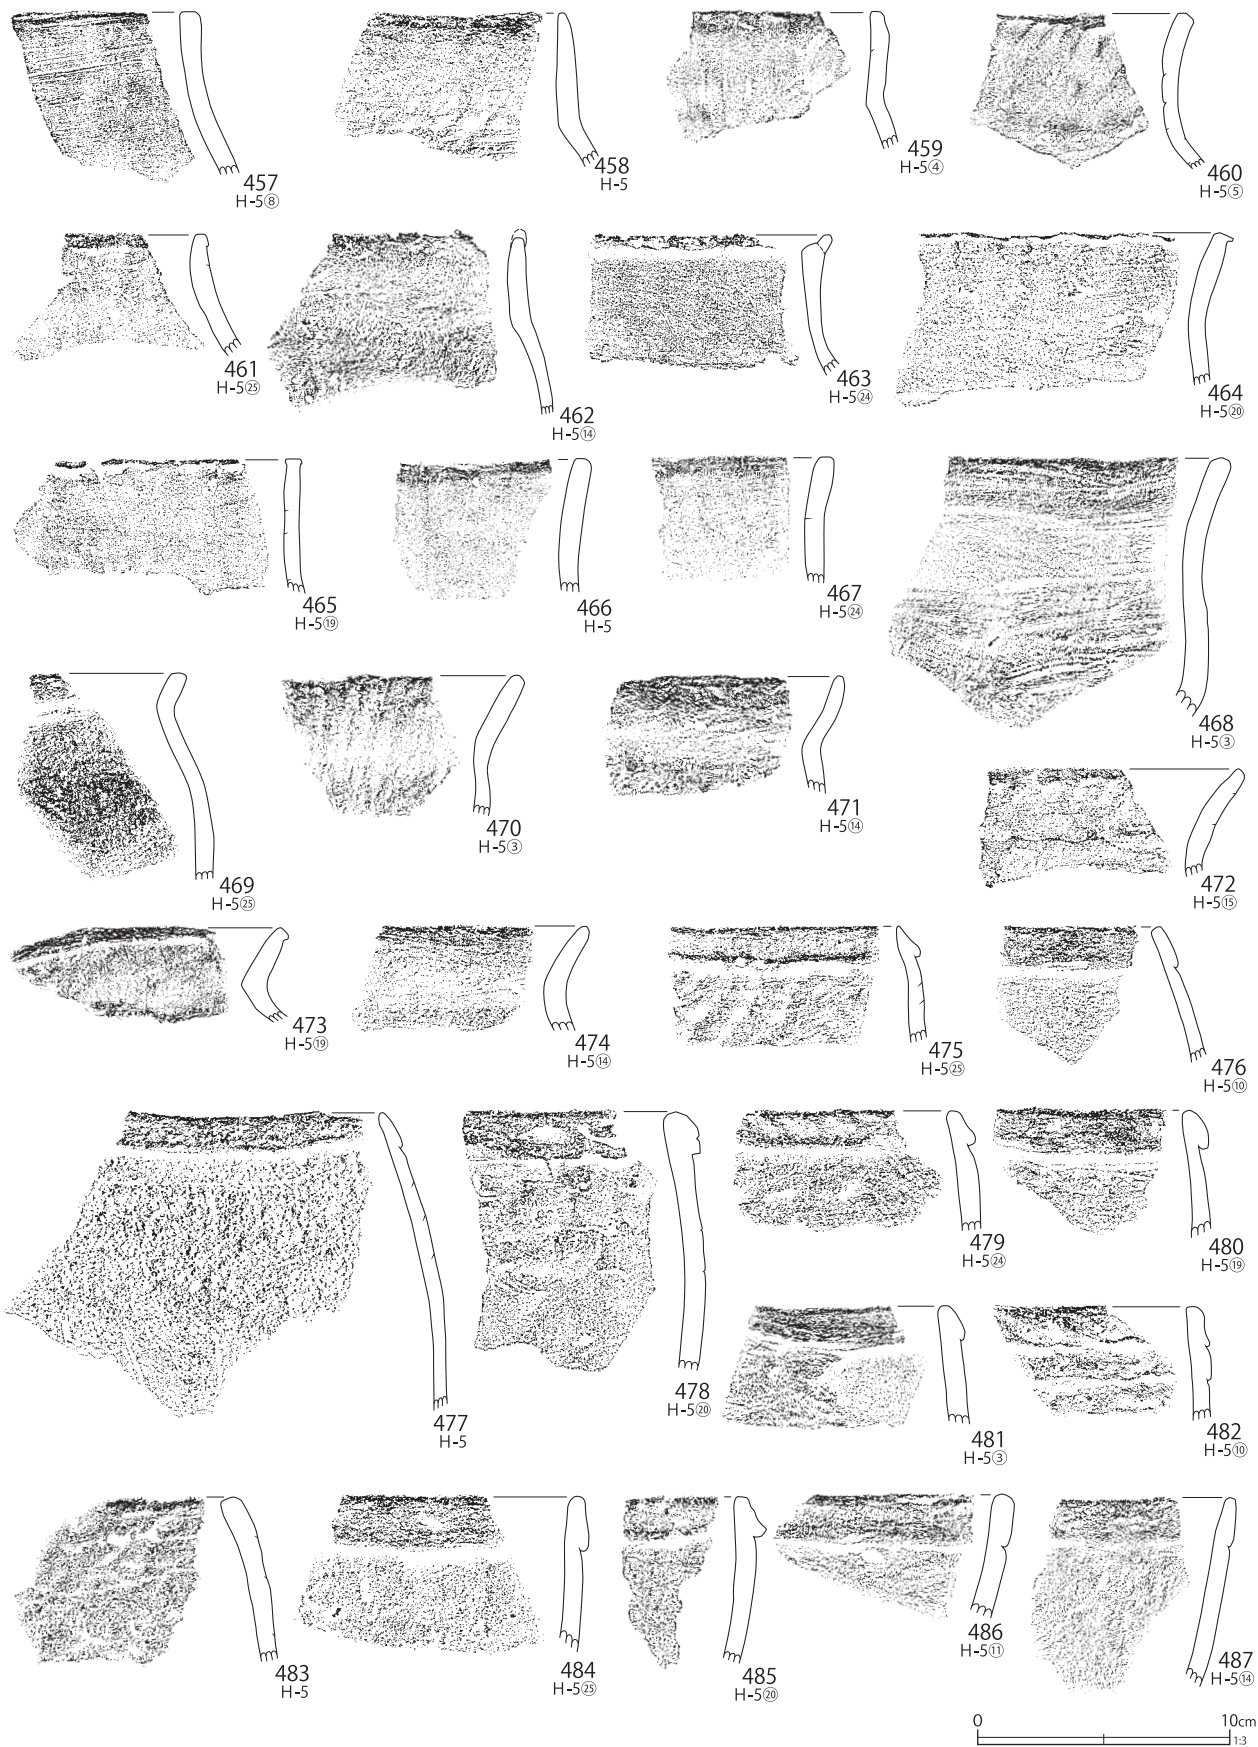 457
H-5⑧
458
H-5
459
H-5④
460
H-5⑤
461
H-5㉕
462
H-5⑭
463
H-5㉔
464
H-5⑳
465
H-5⑲
466
H-5
467
H-5㉔
468
H-5③
469
H-5㉕
470
H-5③
471
H-5⑭
472
H-5⑮
473
H-5⑲
474
H-5⑭
475
H-5㉕
476
H-5⑩
477
H-5
478
H-5⑳
479
H-5㉔
480
H-5⑲
481
H-5③
482
H-5⑩
483
H-5
484
H-5㉕
485
H-5⑳
486
H-5⑪
487
H-5⑭
0 10cm
1:3